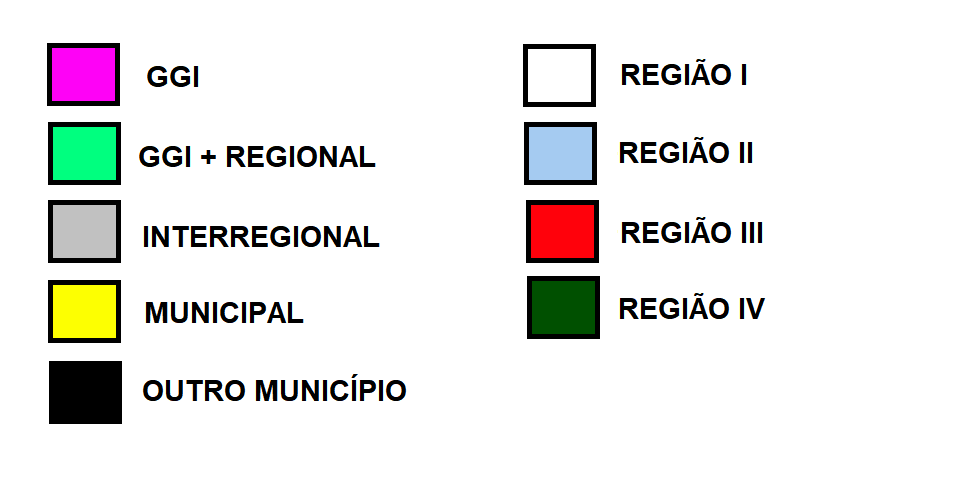 GGI
GGI + REGIONAL
INTERREGIONAL
MUNICIPAL
OUTRO MUNICÍPIO
REGIÃO I
REGIÃO II
REGIÃO III
REGIÃO IV